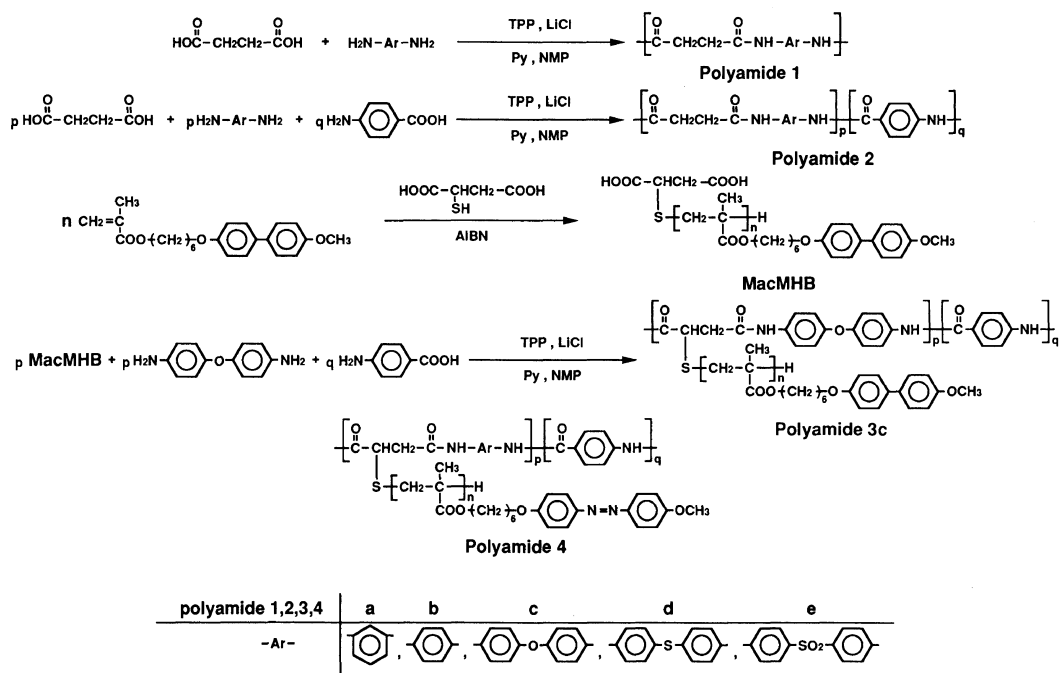 O O
HOC-CH2CH2-COH + H2N-Ar-NH2 TPP , LiCl Py , NMP [ C-CH2CH2-C-NH-Ar-NH ]
Polyamide 1
p HOC-CH2CH2-COH + p H2N-Ar-NH2 + q H2N COOH TPP , LiCl Py , NMP [ C-CH2CH2-C-NH-Ar-NH ]p [ C NH ]q
Polyamide 2
n CH2=C CH3 COO(CH2)6O OCH3
HOOC-CHCH2-COOH
SH
AIBN
HOOC-CHCH2-COOH
S[CH2-C]nH CH3
COO(CH2)6O OCH3
MacMHB
p MacMHB + p H2N O NH2 + q H2N COOH TPP , LiCl Py , NMP
[ C-CHCH2-C-NH O NH ]p [ C NH ]q
S[CH2-C]nH CH3
COO(CH2)6O OCH3
Polyamide 3c
[ C-CHCH2-C-NH-Ar-NH ]p [ C NH ]q
S[CH2-C]nH CH3
COO(CH2)6O N=N OCH3
Polyamide 4
polyamide 1,2,3,4 a b c d e
-Ar- , , O , S , SO2